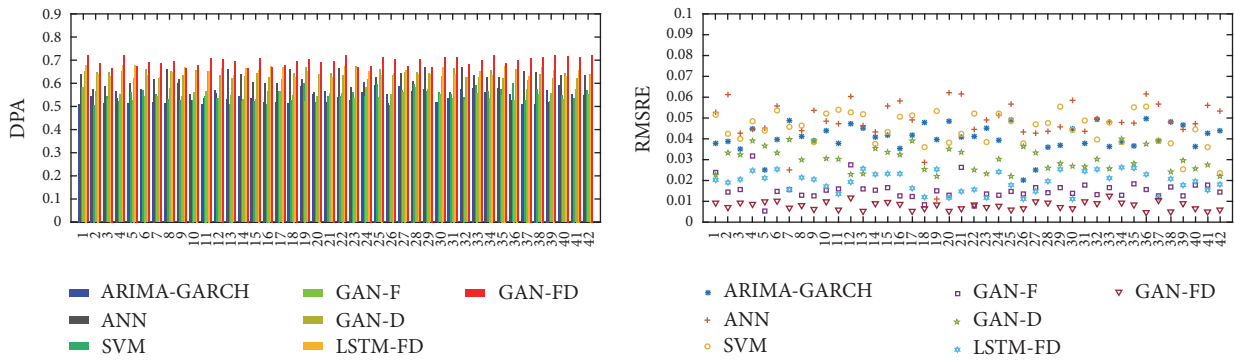 DPA
0.9
0.8
0.7
0.6
0.5
0.4
0.3
0.2
0.1
0
1 2 3 4 5 6 7 8 9 10 11 12 13 14 15 16 17 18 19 20 21 22 23 24 25 26 27 28 29 30 31 32 33 34 35 36 37 38 39 40 41 42
ARIMA-GARCH
ANN
SVM
GAN-F
GAN-D
LSTM-FD
GAN-FD
RMSRE
0.1
0.09
0.08
0.07
0.06
0.05
0.04
0.03
0.02
0.01
0
1 2 3 4 5 6 7 8 9 10 11 12 13 14 15 16 17 18 19 20 21 22 23 24 25 26 27 28 29 30 31 32 33 34 35 36 37 38 39 40 41 42
ARIMA-GARCH
ANN
SVM
GAN-F
GAN-D
LSTM-FD
GAN-FD